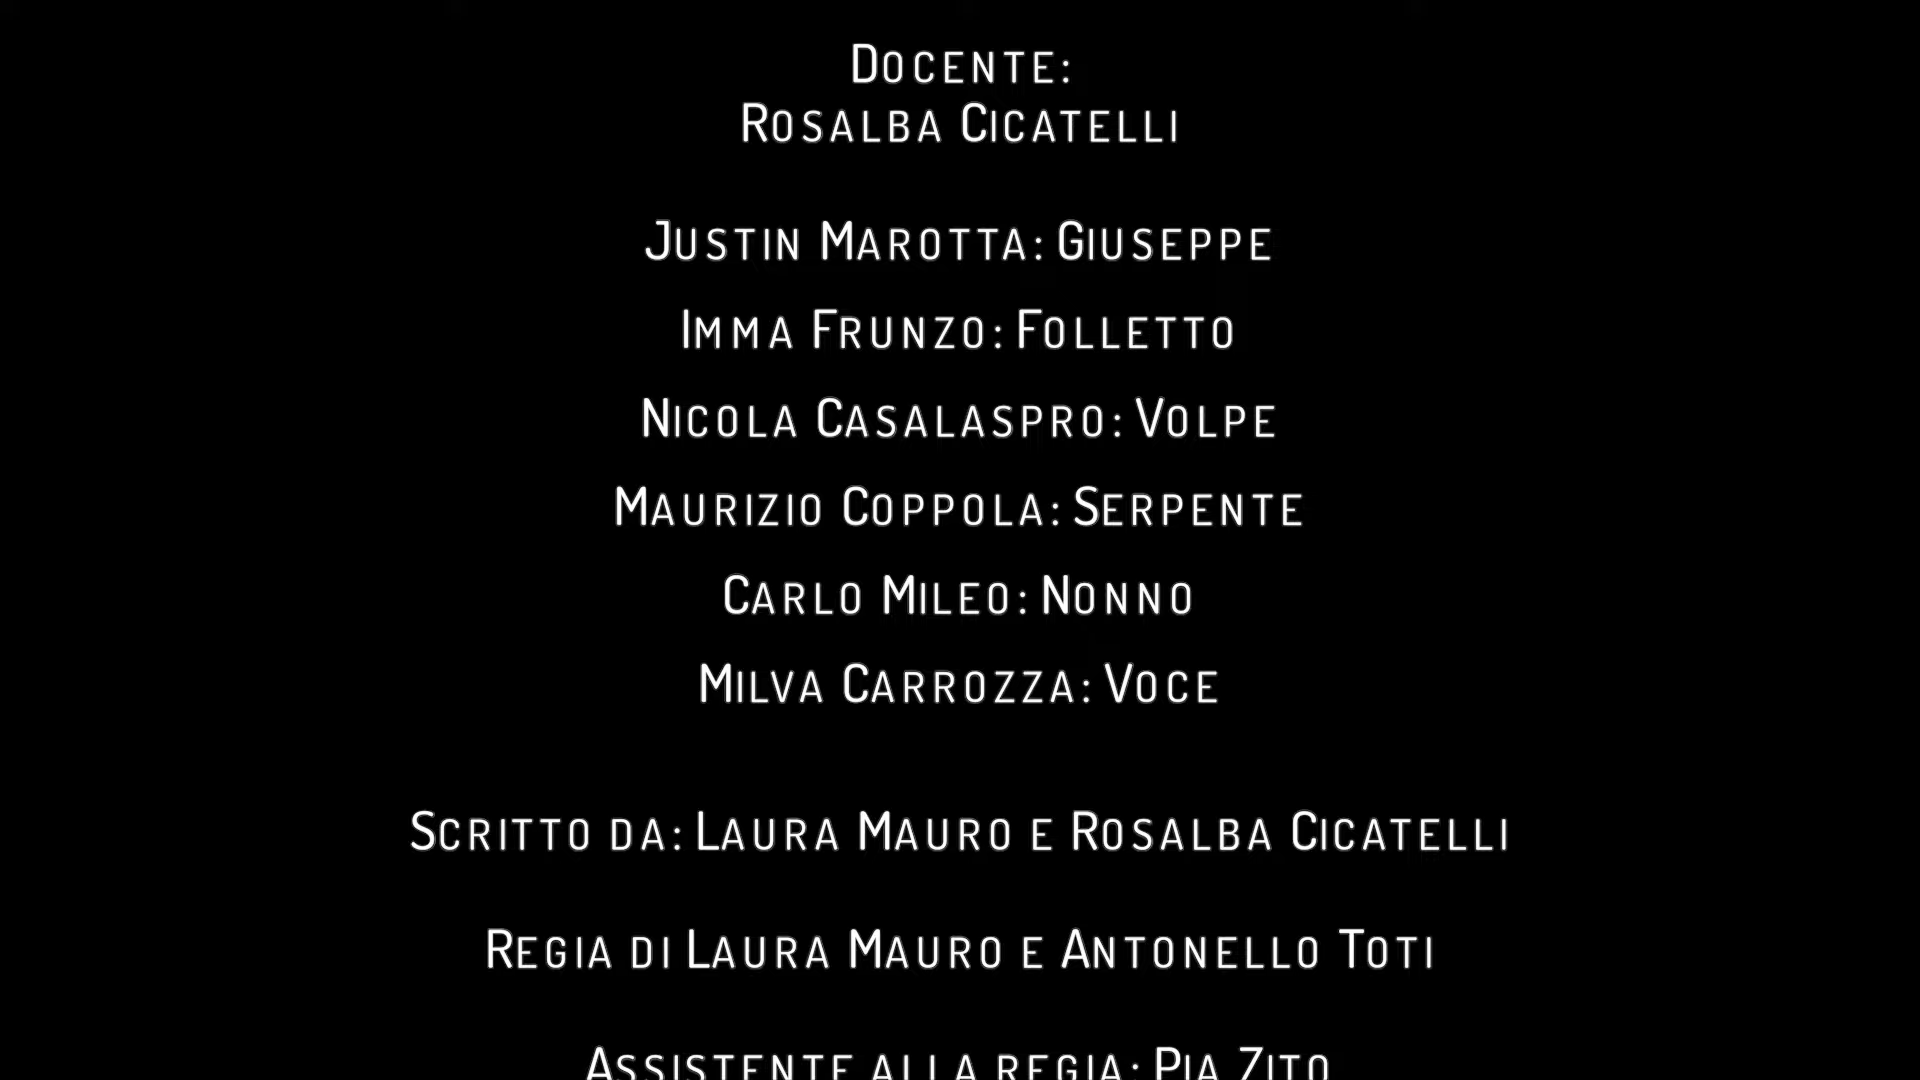 Docente:
Rosalba Cicatelli
Justin Marotta: Giuseppe
Imma Frunzo: Folletto
Nicola Casalaspro: Volpe
Maurizio Coppola: Serpente
Carlo Mileo: Nonno
Milva Carrozza: Voce
Scritto da: Laura Mauro e Rosalba Cicatelli
Regia di Laura Mauro e Antonello Toti
Assistente alla regia: Pia Zito